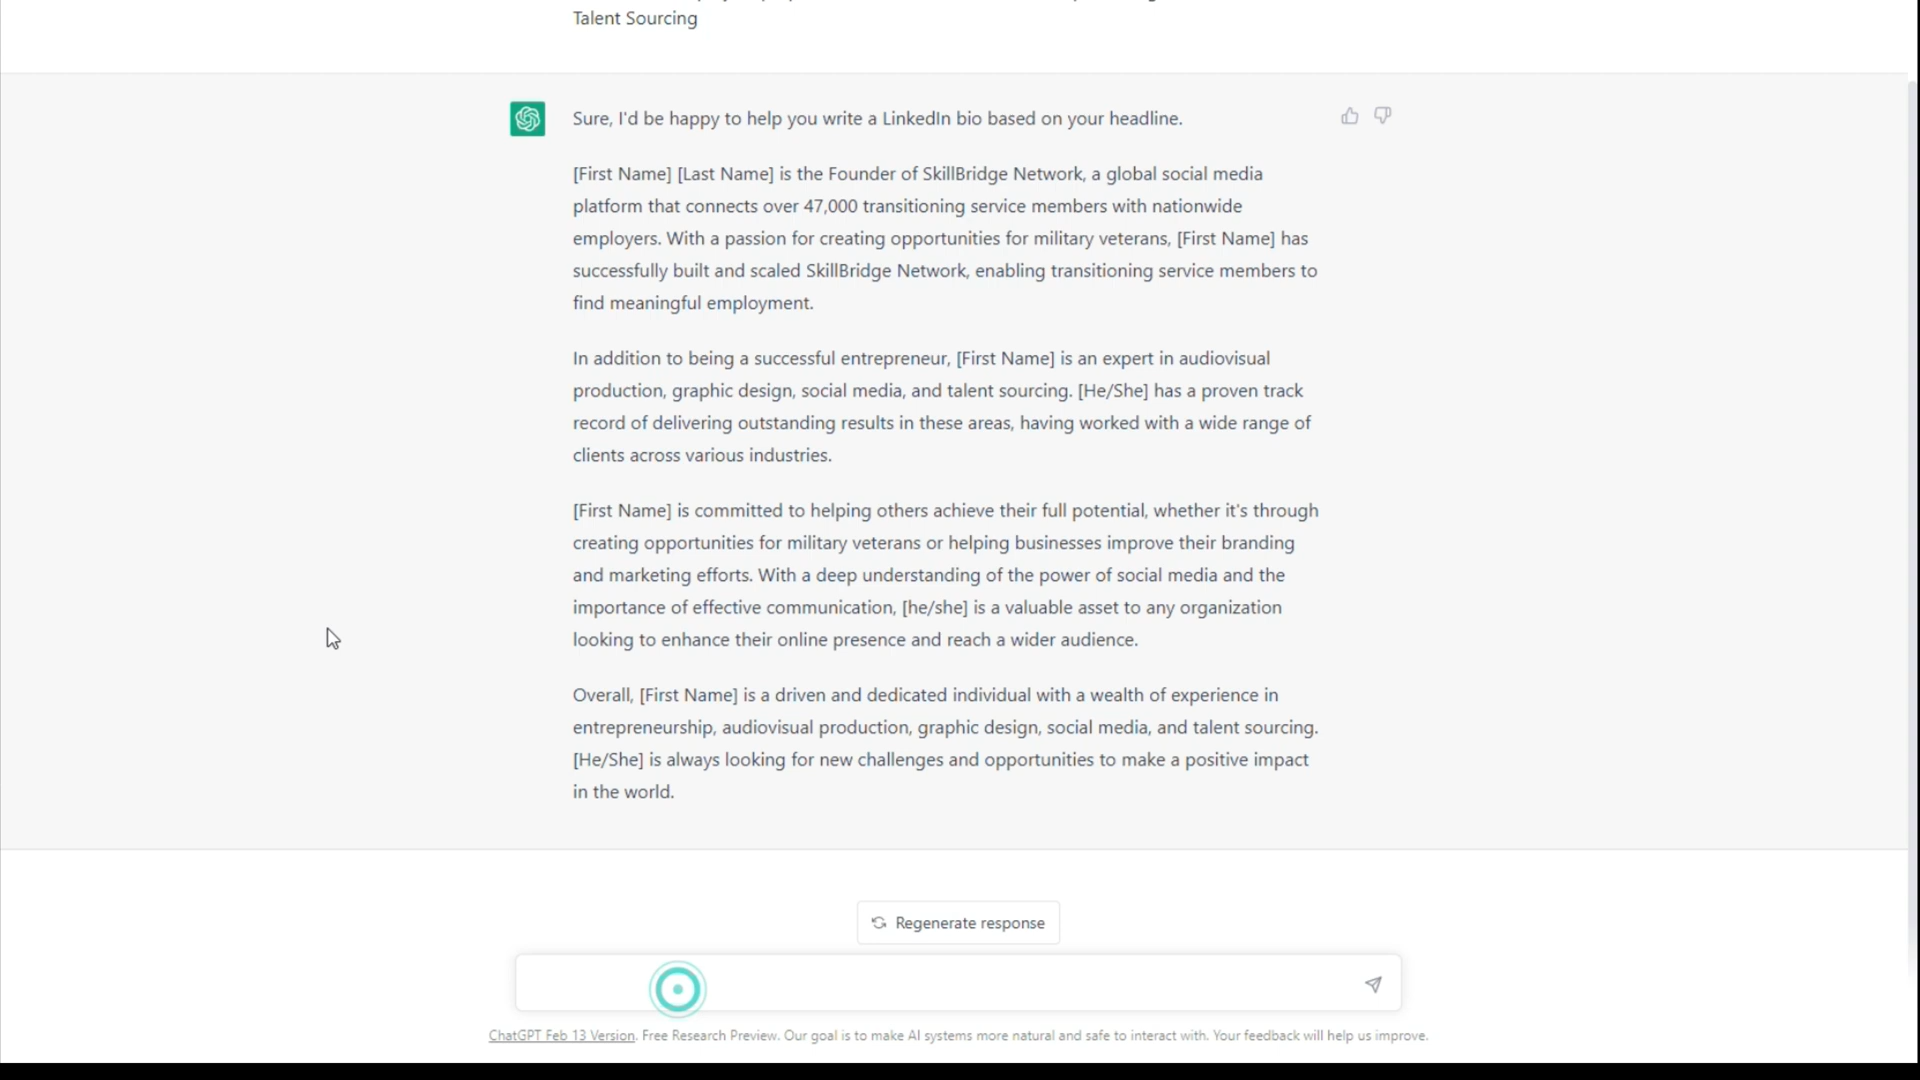 Talent Sourcing
Sure, I'd be happy to help you write a LinkedIn bio based on your headline.
[First Name] [Last Name] is the Founder of SkillBridge Network, a global social media
platform that connects over 47,000 transitioning service members with nationwide
employers. With a passion for creating opportunities for military veterans, [First Name] has
successfully built and scaled SkillBridge Network, enabling transitioning service members to
find meaningful employment.
In addition to being a successful entrepreneur, [First Name] is an expert in audiovisual
production, graphic design, social media, and talent sourcing. [He/She] has a proven track
record of delivering outstanding results in these areas, having worked with a wide range of
clients across various industries.
[First Name] is committed to helping others achieve their full potential, whether it's through
creating opportunities for military veterans or helping businesses improve their branding
and marketing efforts. With a deep understanding of the power of social media and the
importance of effective communication, [he/she] is a valuable asset to any organization
looking to enhance their online presence and reach a wider audience.
Overall, [First Name] is a driven and dedicated individual with a wealth of experience in
entrepreneurship, audiovisual production, graphic design, social media, and talent sourcing.
[He/She] is always looking for new challenges and opportunities to make a positive impact
in the world.
Regenerate response
ChatGPT Feb 13 Version. Free Research Preview. Our goal is to make AI systems more natural and safe to interact with. Your feedback will help us improve.